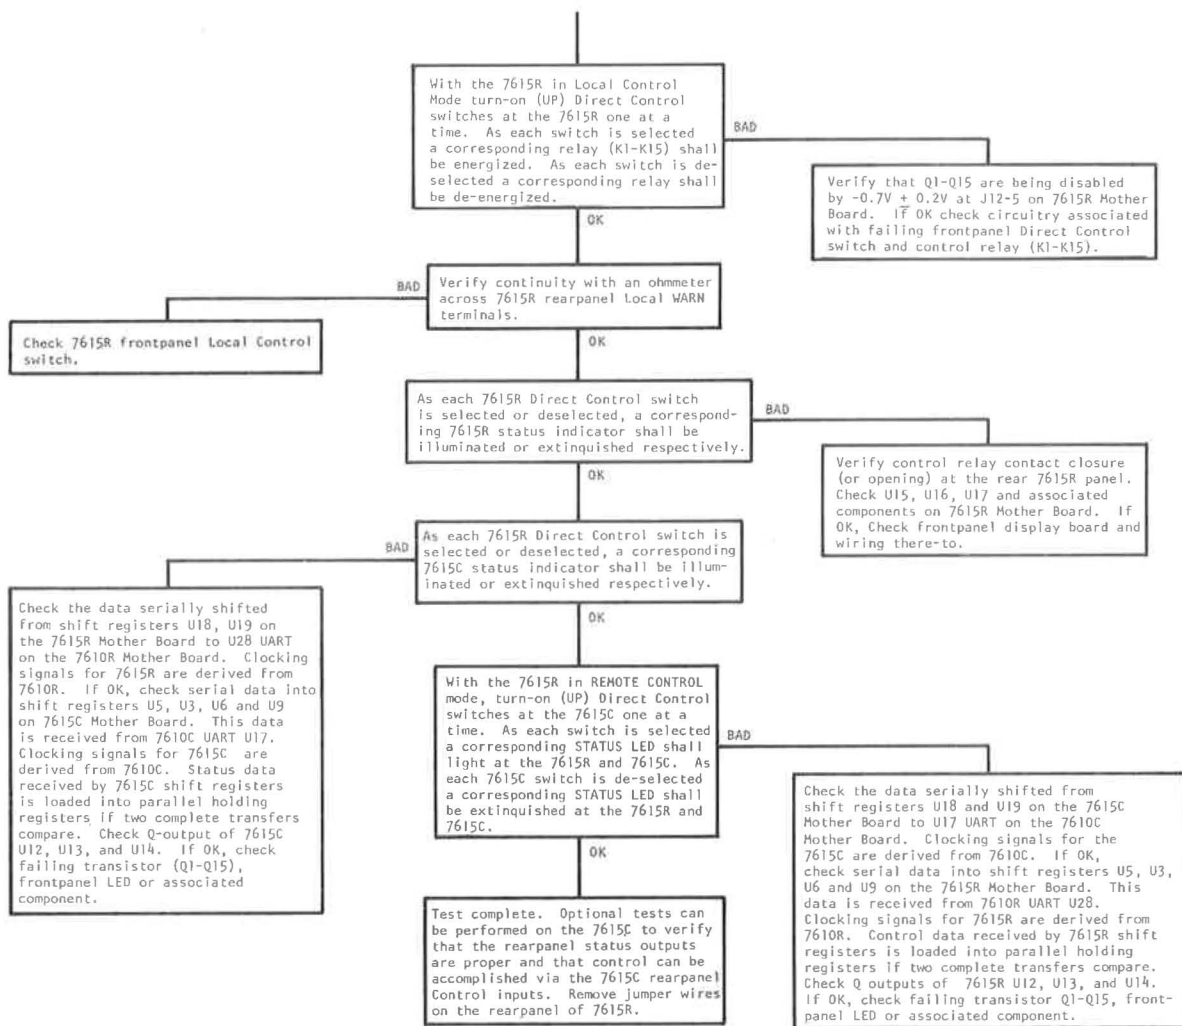 With the 7615R in Local Control
Mode turn-on (UP) Direct Control
switches at the 7615R one at a
time. As each switch is selected
a corresponding relay (K1-K15) shall
be energized. As each switch is de-
selected a corresponding relay shall
be de-energized.
BAD
Verify that Q1-Q15 are being disabled
by -0.7V ± 0.2V at J12-5 on 7615R Mother
Board. If OK check circuitry associated
with failing frontpanel Direct Control
switch and control relay (K1-K15).
OK
Verify continuity with an ohmmeter
across 7615R rearpanel Local WARN
terminals.
BAD
Check 7615R frontpanel Local Control
switch.
OK
As each 7615R Direct Control switch
is selected or deselected, a correspond-
ing 7615R status indicator shall be
illuminated or extinguished respectively.
BAD
Verify control relay contact closure
(or opening) at the rear 7615R panel.
Check U15, U16, U17 and associated
components on 7615R Mother Board. If
OK, Check frontpanel display board and
wiring there-to.
OK
As each 7615R Direct Control switch is
selected or deselected, a corresponding
7615C status indicator shall be illum-
inated or extinguished respectively.
BAD
Check the data serially shifted
from shift registers U18, U19 on
the 7615R Mother Board to U28 UART
on the 7610R Mother Board. Clocking
signals for 7615R are derived from
7610R. If OK, check serial data into
shift registers U5, U3, U6 and U9
on 7615C Mother Board. This data
is received from 7610C UART U17.
Clocking signals for 7615C are
derived from 7610C. Status data
received by 7615C shift registers
is loaded into parallel holding
registers if two complete transfers
compare. Check Q-output of 7615C
U12, U13, and U14. If OK, check
failing transistor (Q1-Q15),
frontpanel LED or associated
component.
OK
With the 7615R in REMOTE CONTROL
mode, turn-on (UP) Direct Control
switches at the 7615C one at a
time. As each switch is selected
a corresponding STATUS LED shall
light at the 7615R and 7615C. As
each 7615C switch is de-selected
a corresponding STATUS LED shall
be extinguished at the 7615R and
7615C.
BAD
Check the data serially shifted from
shift registers U18 and U19 on the 7615C
Mother Board to U17 UART on the 7610C
Mother Board. Clocking signals for the
7615C are derived from 7610C. If OK,
check serial data into shift registers U5, U3,
U6 and U9 on the 7615R Mother Board. This
data is received from 7610R UART U28.
Clocking signals for 7615R are derived from
7610R. Control data received by 7615R shift
registers is loaded into parallel holding
registers if two complete transfers compare.
Check Q outputs of 7615R U12, U13, and U14.
If OK, check failing transistor Q1-Q15, front-
panel LED or associated component.
OK
Test complete. Optional tests can
be performed on the 7615C to verify
that the rearpanel status outputs
are proper and that control can be
accomplished via the 7615C rearpanel
Control inputs. Remove jumper wires
on the rearpanel of 7615R.